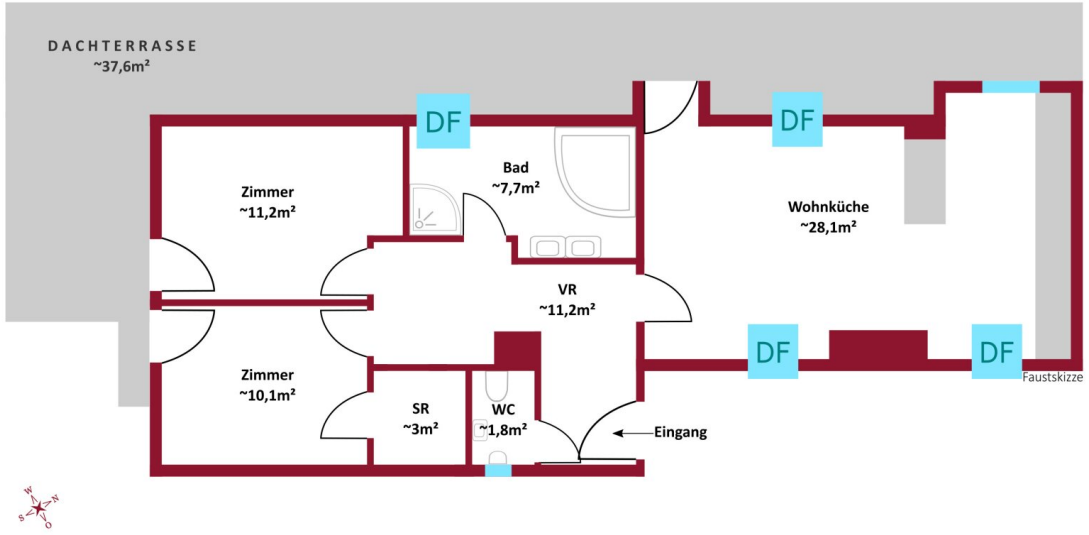 DACHTERRASSE
~37,6m²
DF
DF
Bad
~7,7m²
Zimmer
~11,2m²
Wohnküche
~28,1m²
VR
~11,2m²
DF
DF
Zimmer
~10,1m²
SR
~3m²
WC
~1,8m²
Eingang
Faustskizze
W
N
S
O